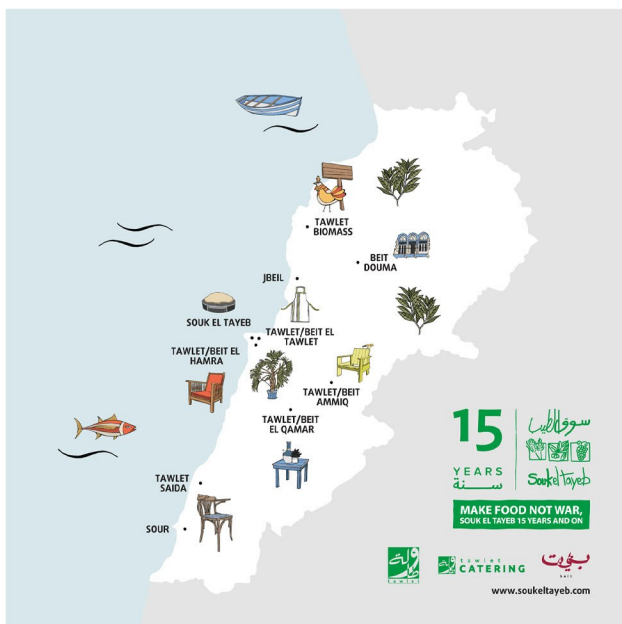 TAWLET
BIOMASS
BEIT
DOUMA
JBEIL
SOUK EL TAYEB
TAWLET/BEIT EL
TAWLET
TAWLET/BEIT EL
HAMRA
TAWLET/BEIT
AMMIQ
TAWLET/BEIT
EL QAMAR
TAWLET
SAIDA
SOUR
15
YEARS
سنة
سوق الطيب
Souk el Tayeb
MAKE FOOD NOT WAR,
SOUK EL TAYEB 15 YEARS AND ON
طاولة
tawlet
tawlet
CATERING
بيت
beit
www.soukeltayeb.com